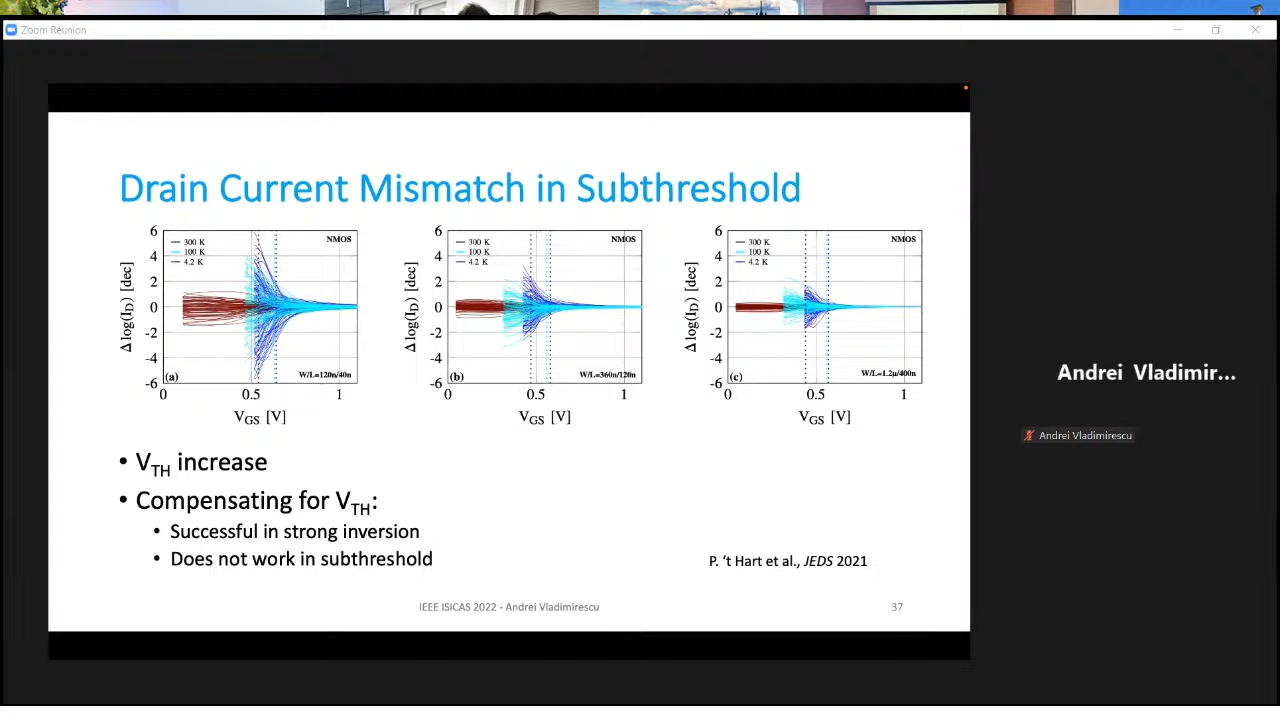 Zoom Réunion
Drain Current Mismatch in Subthreshold
6
4
2
0
-2
-4
-6
Δ log(I_D) [dec]
300 K
100 K
4.2 K
NMOS
(a)
W/L=120n/40n
0
0.5
1
V_GS [V]
6
4
2
0
-2
-4
-6
Δ log(I_D) [dec]
300 K
100 K
4.2 K
NMOS
(b)
W/L=360n/120n
0
0.5
1
V_GS [V]
6
4
2
0
-2
-4
-6
Δ log(I_D) [dec]
300 K
100 K
4.2 K
NMOS
(c)
W/L=1.2μ/400n
0
0.5
1
V_GS [V]
• V_TH increase
• Compensating for V_TH:
• Successful in strong inversion
• Does not work in subthreshold
P. ‘t Hart et al., JEDS 2021
IEEE ISICAS 2022 - Andrei Vladimirescu
37
Andrei Vladimir...
Andrei Vladimirescu